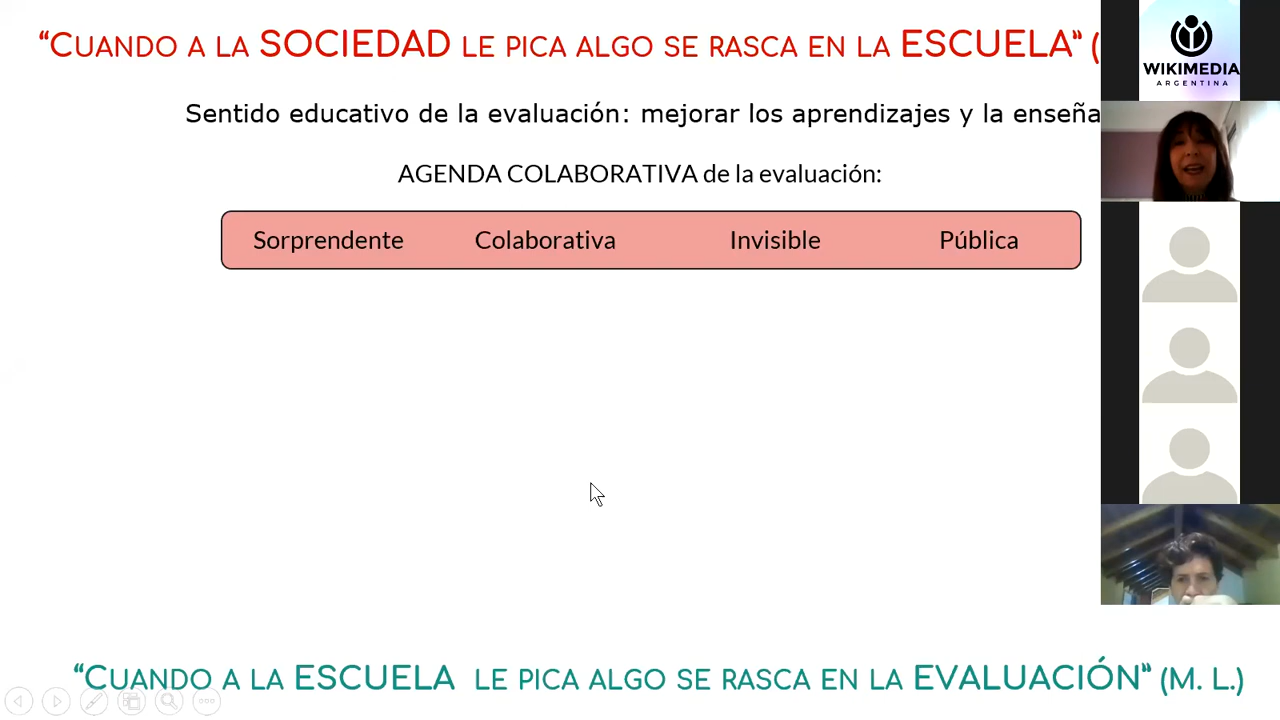 “CUANDO A LA SOCIEDAD LE PICA ALGO SE RASCA EN LA ESCUELA” (
Sentido educativo de la evaluación: mejorar los aprendizajes y la enseña
AGENDA COLABORATIVA de la evaluación:
Sorprendente Colaborativa Invisible Pública
“CUANDO A LA ESCUELA LE PICA ALGO SE RASCA EN LA EVALUACIÓN” (M. L.)
WIKIMEDIA
ARGENTINA